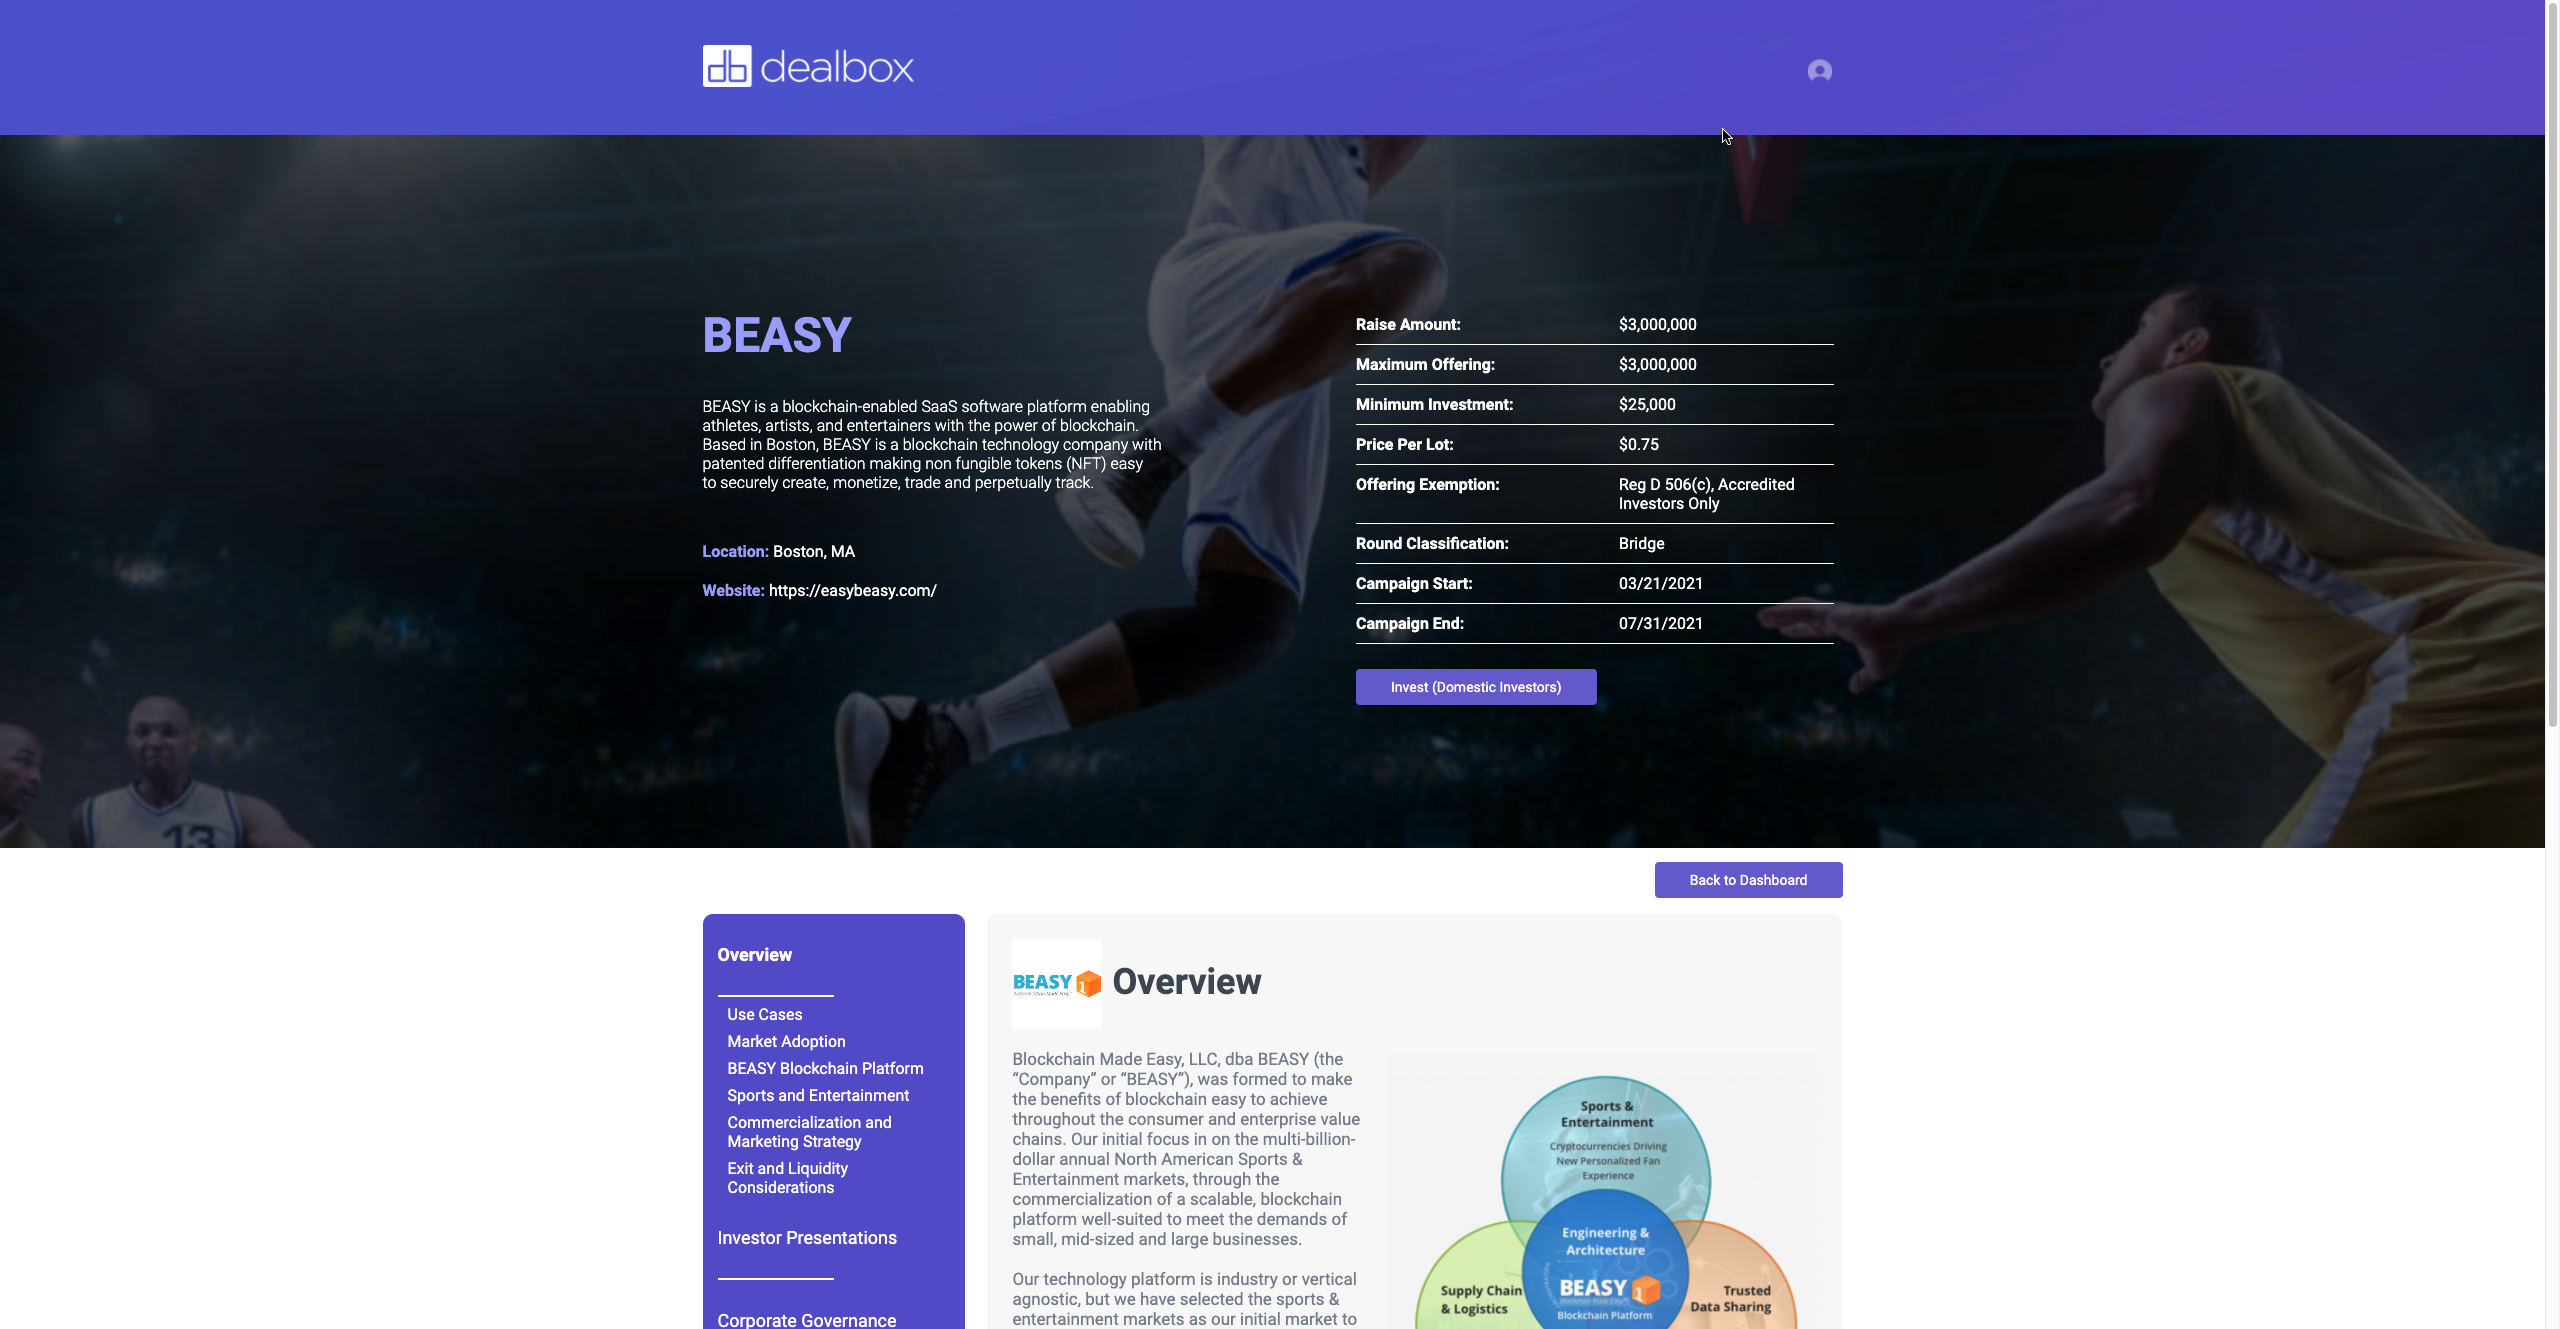 db dealbox
BEASY
BEASY is a blockchain-enabled SaaS software platform enabling
athletes, artists, and entertainers with the power of blockchain.
Based in Boston, BEASY is a blockchain technology company with
patented differentiation making non fungible tokens (NFT) easy
to securely create, monetize, trade and perpetually track.
Location: Boston, MA
Website: https://easybeasy.com/
Raise Amount: $3,000,000
Maximum Offering: $3,000,000
Minimum Investment: $25,000
Price Per Lot: $0.75
Offering Exemption: Reg D 506(c), Accredited
Investors Only
Round Classification: Bridge
Campaign Start: 03/21/2021
Campaign End: 07/31/2021
Invest (Domestic Investors)
13
Back to Dashboard
Overview
Use Cases
Market Adoption
BEASY Blockchain Platform
Sports and Entertainment
Commercialization and
Marketing Strategy
Exit and Liquidity
Considerations
Investor Presentations
Corporate Governance
BEASY 1
Authentication Made Easy
Overview
Blockchain Made Easy, LLC, dba BEASY (the
“Company” or “BEASY”), was formed to make
the benefits of blockchain easy to achieve
throughout the consumer and enterprise value
chains. Our initial focus in on the multi-billion-
dollar annual North American Sports &
Entertainment markets, through the
commercialization of a scalable, blockchain
platform well-suited to meet the demands of
small, mid-sized and large businesses.
Our technology platform is industry or vertical
agnostic, but we have selected the sports &
entertainment markets as our initial market to
Sports &
Entertainment
Cryptocurrencies Driving
New Personalized Fan
Experience
Engineering &
Architecture
BEASY 1
Blockchain Made Easy
Blockchain Platform
Supply Chain
& Logistics
Trusted
Data Sharing